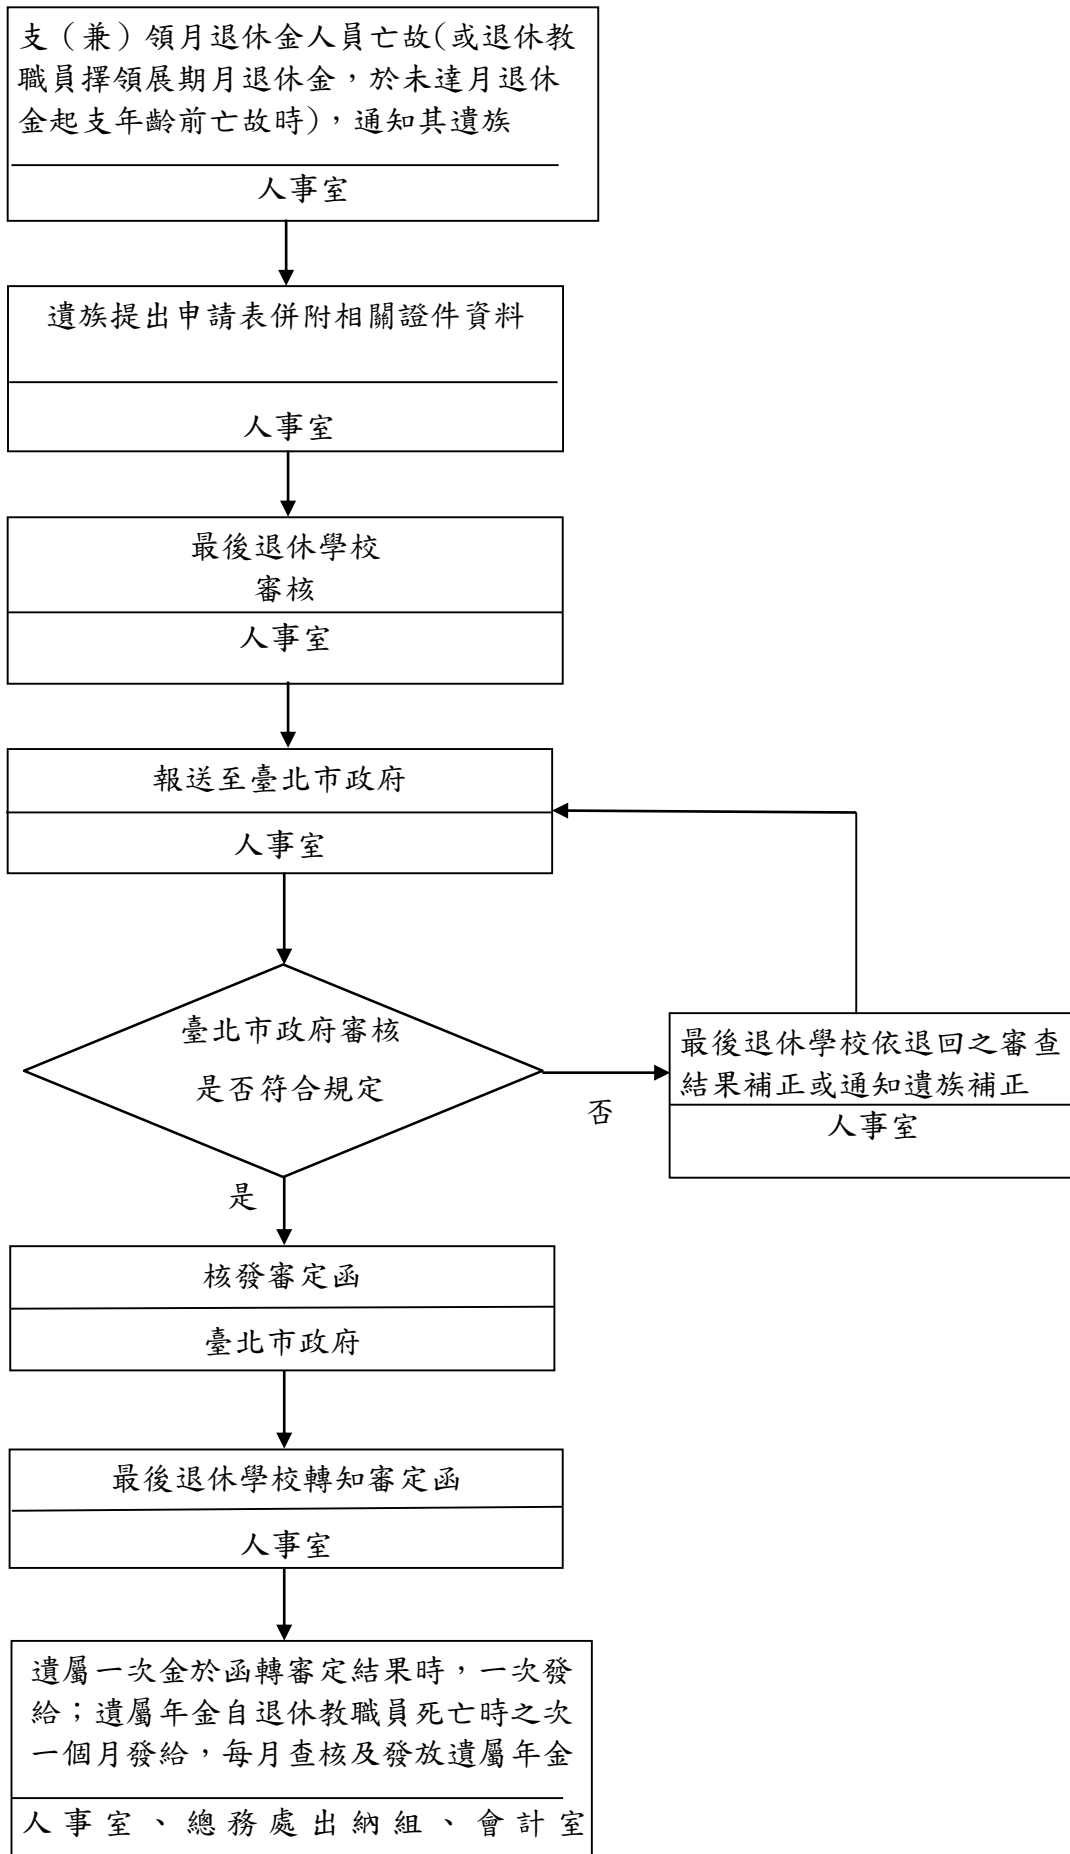 支（兼）領月退休金人員亡故(或退休教
職員擇領展期月退休金，於未達月退休
金起支年齡前亡故時)，通知其遺族
人事室
遺族提出申請表併附相關證件資料
人事室
最後退休學校
審核
人事室
報送至臺北市政府
人事室
臺北市政府審核
是否符合規定
否
最後退休學校依退回之審查
結果補正或通知遺族補正
人事室
是
核發審定函
臺北市政府
最後退休學校轉知審定函
人事室
遺屬一次金於函轉審定結果時，一次發
給；遺屬年金自退休教職員死亡時之次
一個月發給，每月查核及發放遺屬年金
人事室、總務處出納組、會計室